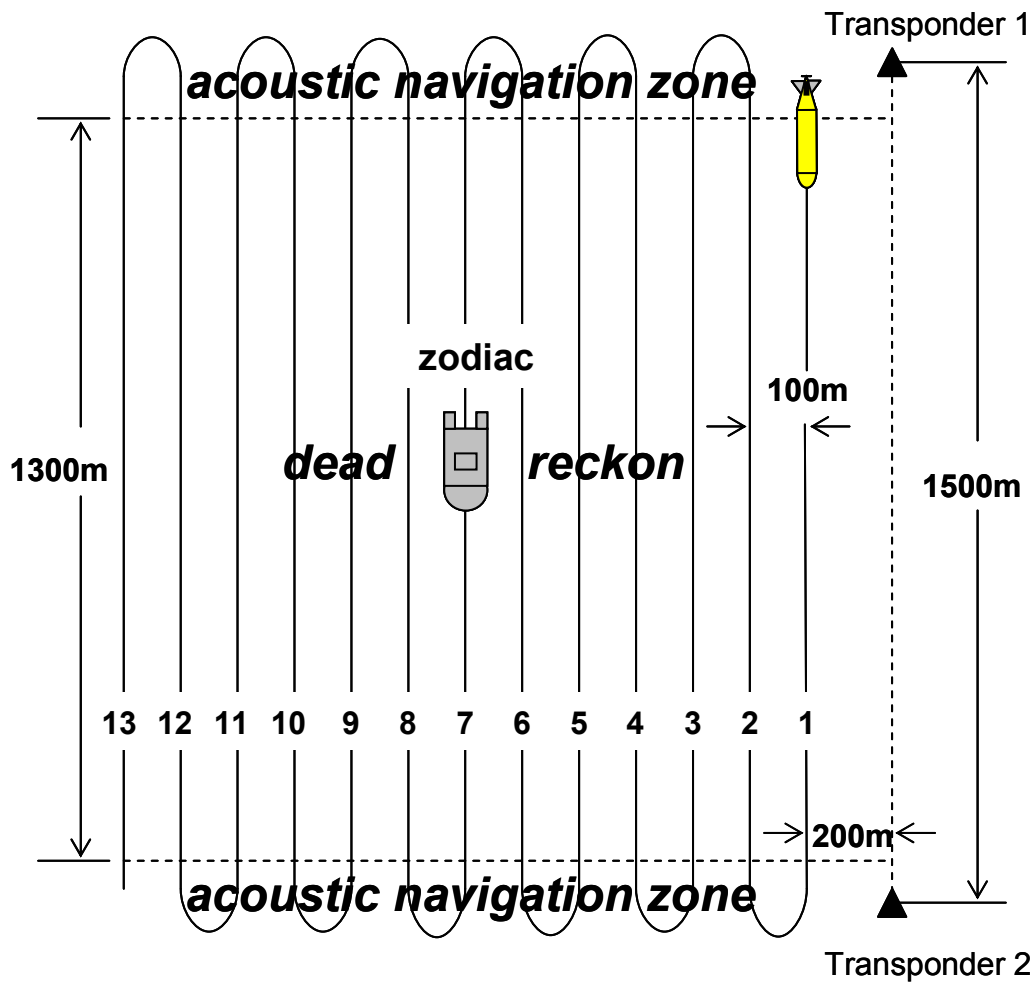 Transponder 1
acoustic navigation zone
zodiac
100m
1300m
dead reckon
1500m
13 12 11 10 9 8 7 6 5 4 3 2 1
200m
acoustic navigation zone
Transponder 2